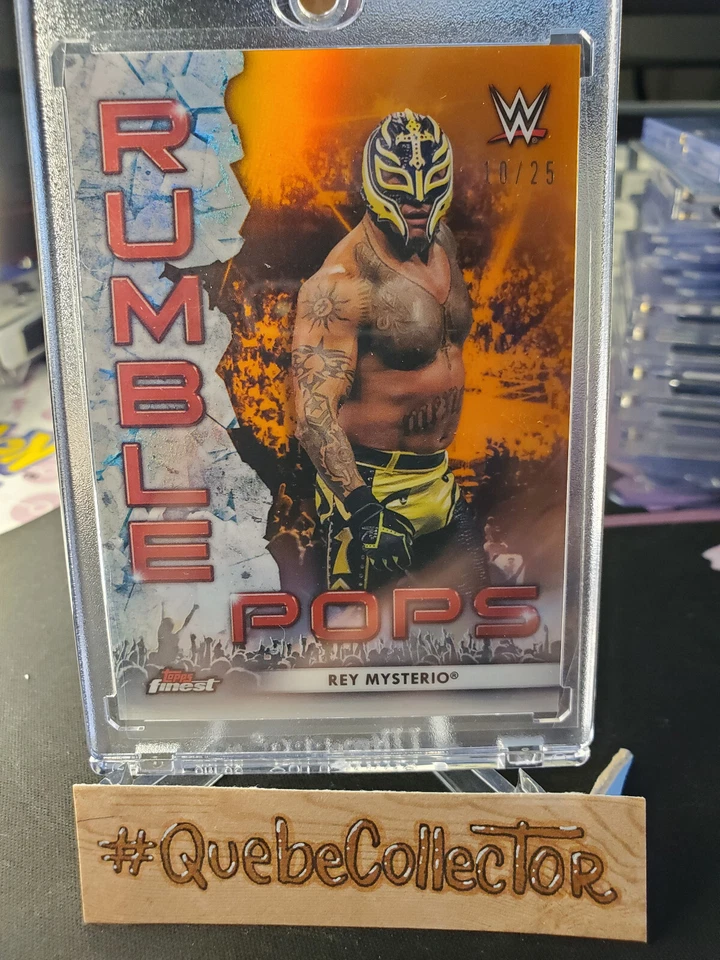 RUMBLE
POPS
W
10/25
REY MYSTERIO®
Topps
finest
#QuebeCollecTor